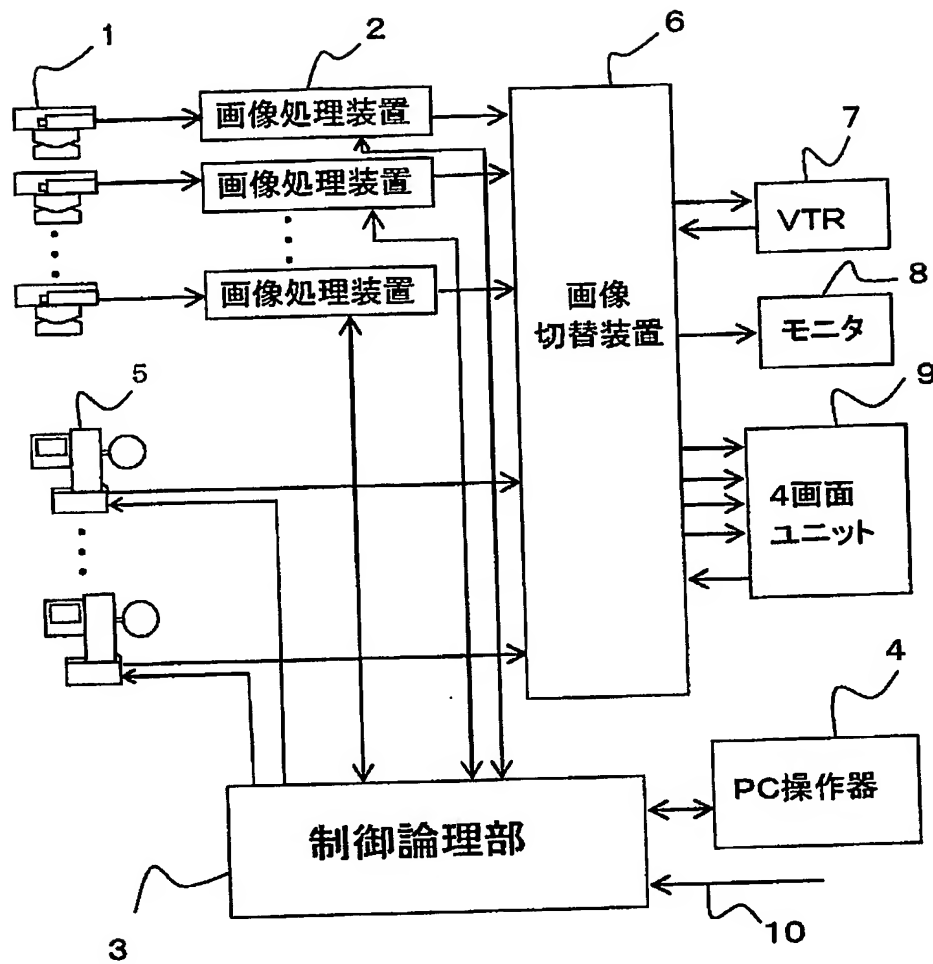 1
2
6
画像処理装置
7
画像処理装置
VTR
8
画像処理装置
画像
切替装置
モニタ
5
9
4画面
ユニット
4
PC操作器
制御論理部
3
10